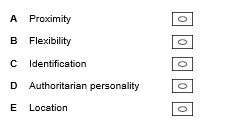 A Proximity
B Flexibility
C Identification
D Authoritarian personality
E Location